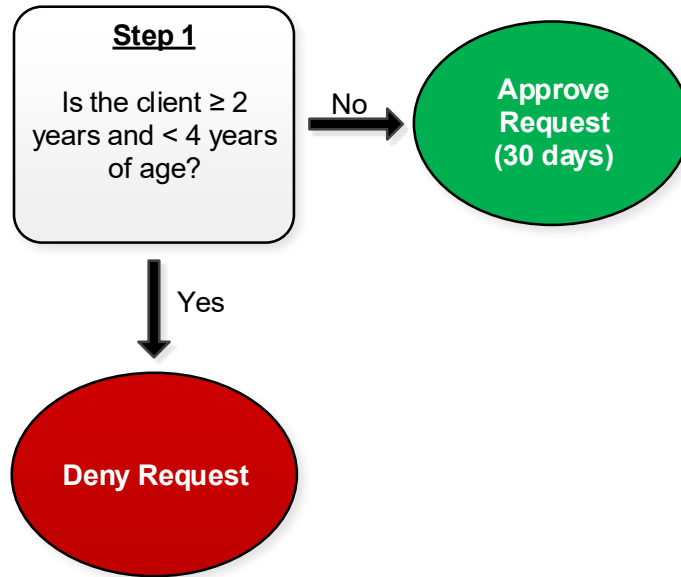 Step 1
Is the client ≥ 2
years and < 4 years
of age?
No
Approve
Request
(30 days)
Yes
Deny Request